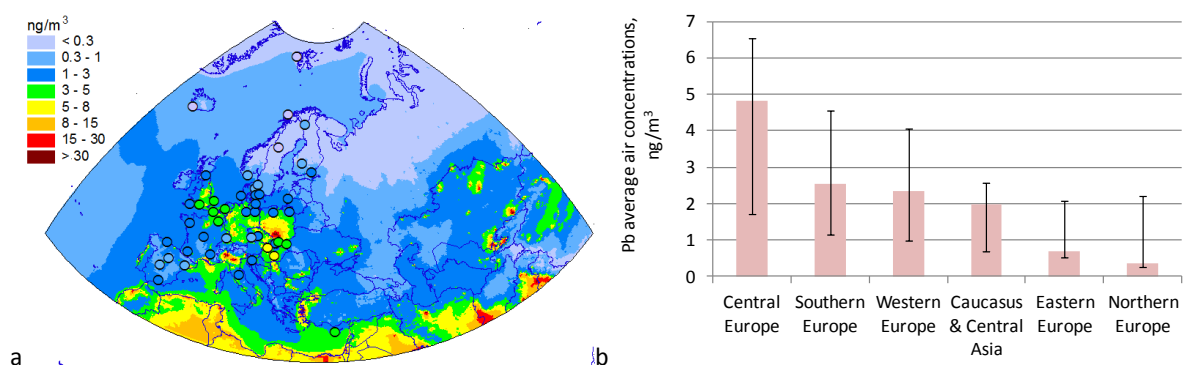 ng/m³
< 0.3
0.3 - 1
1 - 3
3 - 5
5 - 8
8 - 15
15 - 30
> 30
a
Pb average air concentrations,
ng/m³
7
6
5
4
3
2
1
0
Central
Europe
Southern
Europe
Western
Europe
Caucasus
& Central
Asia
Eastern
Europe
Northern
Europe
b